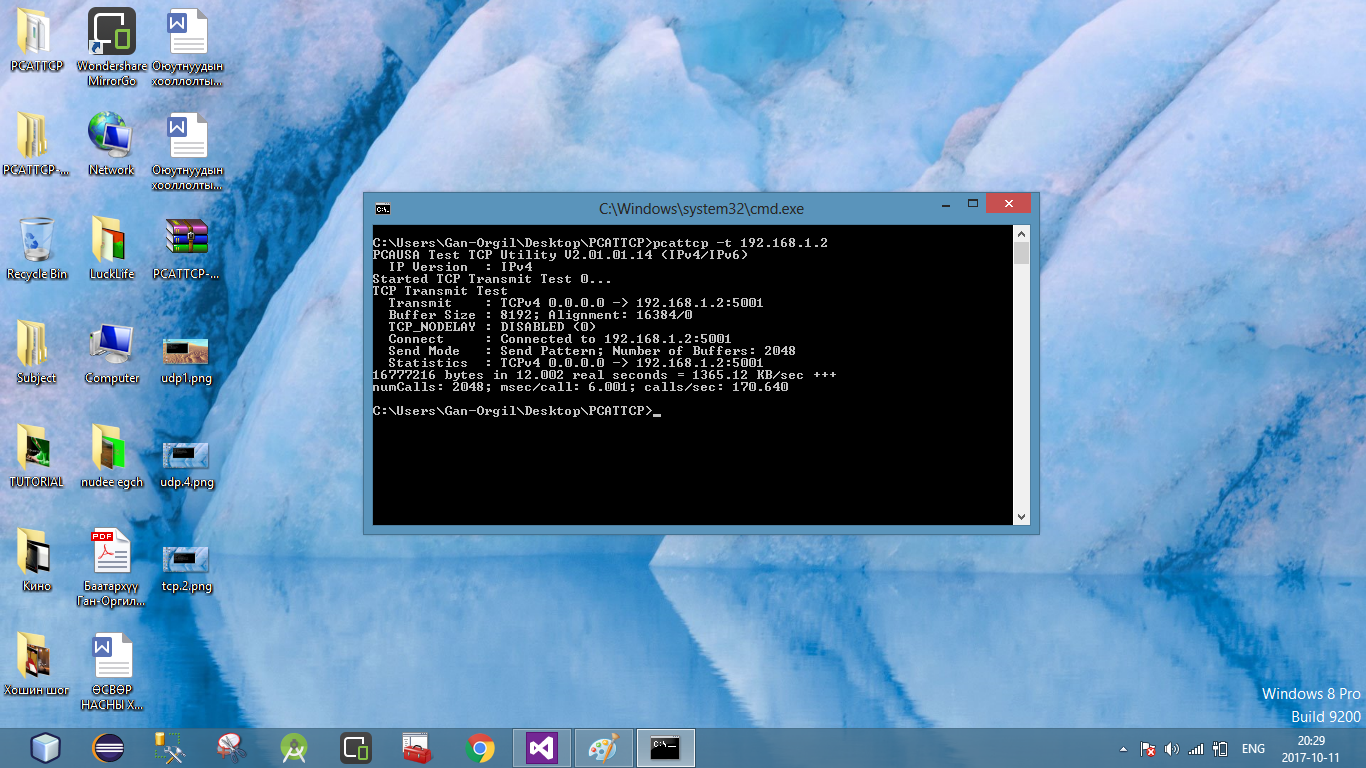 PCATTCP
Wondershare
MirrorGo
Оюутнуудын
хооллолты...
PCATTCP-...
Network
Оюутнуудын
хооллолты...
Recycle Bin
LuckLife
PCATTCP-...
Subject
Computer
udp1.png
TUTORIAL
nudee egch
udp.4.png
Кино
PDF
Баатархүү
Ган-Оргил...
tcp.2.png
Хошин шог
ӨСВӨР
НАСНЫ Х...
C:\Windows\system32\cmd.exe
C:\Users\Gan-Orgil\Desktop\PCATTCP>pcattcp -t 192.168.1.2
PCAUSA Test TCP Utility V2.01.01.14 (IPv4/IPv6)
IP Version : IPv4
Started TCP Transmit Test 0...
TCP Transmit Test
Transmit : TCPv4 0.0.0.0 -> 192.168.1.2:5001
Buffer Size : 8192; Alignment: 16384/0
TCP_NODELAY : DISABLED (0)
Connect : Connected to 192.168.1.2:5001
Send Mode : Send Pattern; Number of Buffers: 2048
Statistics : TCPv4 0.0.0.0 -> 192.168.1.2:5001
16777216 bytes in 12.002 real seconds = 1365.12 KB/sec +++
numCalls: 2048; msec/call: 6.001; calls/sec: 170.640
C:\Users\Gan-Orgil\Desktop\PCATTCP>_
Windows 8 Pro
Build 9200
ENG
20:29
2017-10-11